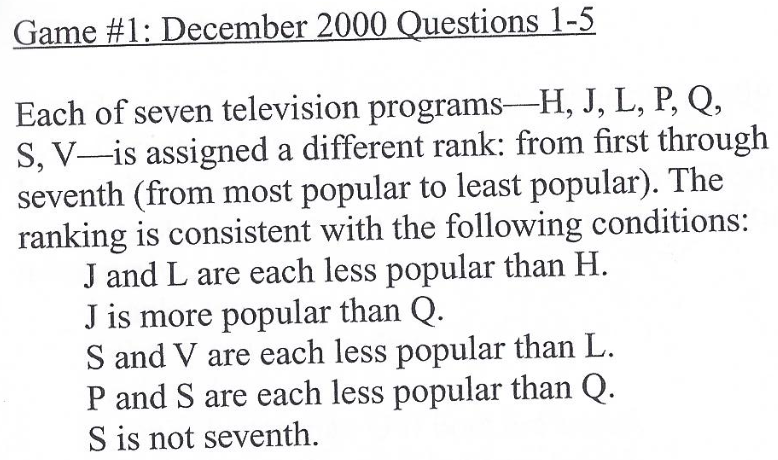 Game #1: December 2000 Questions 1-5
Each of seven television programs—H, J, L, P, Q,
S, V—is assigned a different rank: from first through
seventh (from most popular to least popular). The
ranking is consistent with the following conditions:
J and L are each less popular than H.
J is more popular than Q.
S and V are each less popular than L.
P and S are each less popular than Q.
S is not seventh.